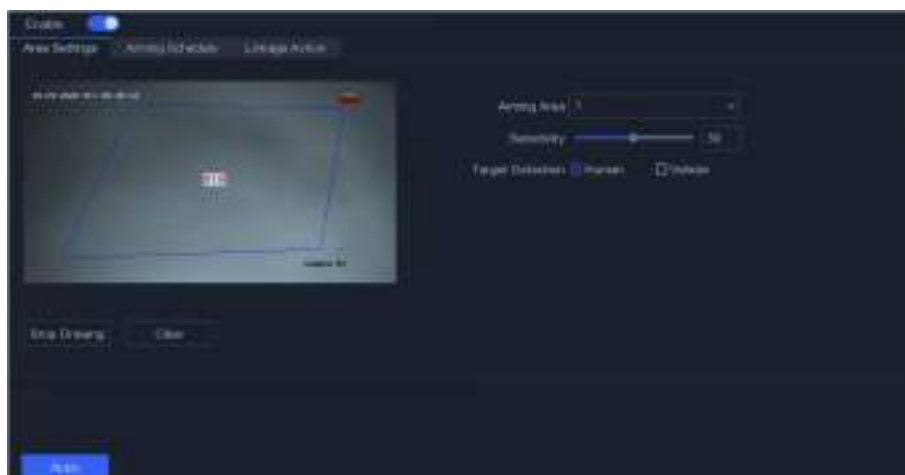 Enable
Area Settings Arming Schedule Linkage Action
Arming Area 1
Sensitivity 50
Target Detection Human Vehicle
Stop Drawing Clear
Apply